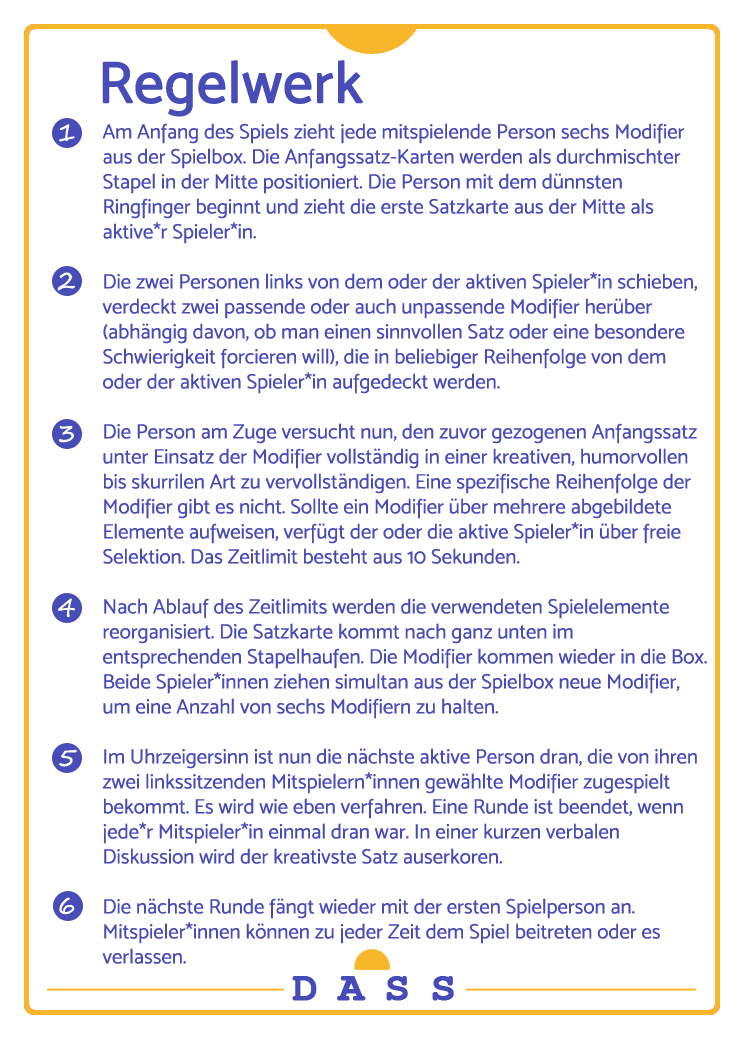 Regelwerk
1 Am Anfang des Spiels zieht jede mitspielende Person sechs Modifier
aus der Spielbox. Die Anfangssatz-Karten werden als durchmischter
Stapel in der Mitte positioniert. Die Person mit dem dünnsten
Ringfinger beginnt und zieht die erste Satzkarte aus der Mitte als
aktive*r Spieler*in.
2 Die zwei Personen links von dem oder der aktiven Spieler*in schieben,
verdeckt zwei passende oder auch unpassende Modifier herüber
(abhängig davon, ob man einen sinnvollen Satz oder eine besondere
Schwierigkeit forcieren will), die in beliebiger Reihenfolge von dem
oder der aktiven Spieler*in aufgedeckt werden.
3 Die Person am Zuge versucht nun, den zuvor gezogenen Anfangssatz
unter Einsatz der Modifier vollständig in einer kreativen, humorvollen
bis skurrilen Art zu vervollständigen. Eine spezifische Reihenfolge der
Modifier gibt es nicht. Sollte ein Modifier über mehrere abgebildete
Elemente aufweisen, verfügt der oder die aktive Spieler*in über freie
Selektion. Das Zeitlimit besteht aus 10 Sekunden.
4 Nach Ablauf des Zeitlimits werden die verwendeten Spielelemente
reorganisiert. Die Satzkarte kommt nach ganz unten im
entsprechenden Stapelhaufen. Die Modifier kommen wieder in die Box.
Beide Spieler*innen ziehen simultan aus der Spielbox neue Modifier,
um eine Anzahl von sechs Modifiern zu halten.
5 Im Uhrzeigersinn ist nun die nächste aktive Person dran, die von ihren
zwei linkssitzenden Mitspielern*innen gewählte Modifier zugespielt
bekommt. Es wird wie eben verfahren. Eine Runde ist beendet, wenn
jede*r Mitspieler*in einmal dran war. In einer kurzen verbalen
Diskussion wird der kreativste Satz auserkoren.
6 Die nächste Runde fängt wieder mit der ersten Spielperson an.
Mitspieler*innen können zu jeder Zeit dem Spiel beitreten oder es
verlassen.
DASS